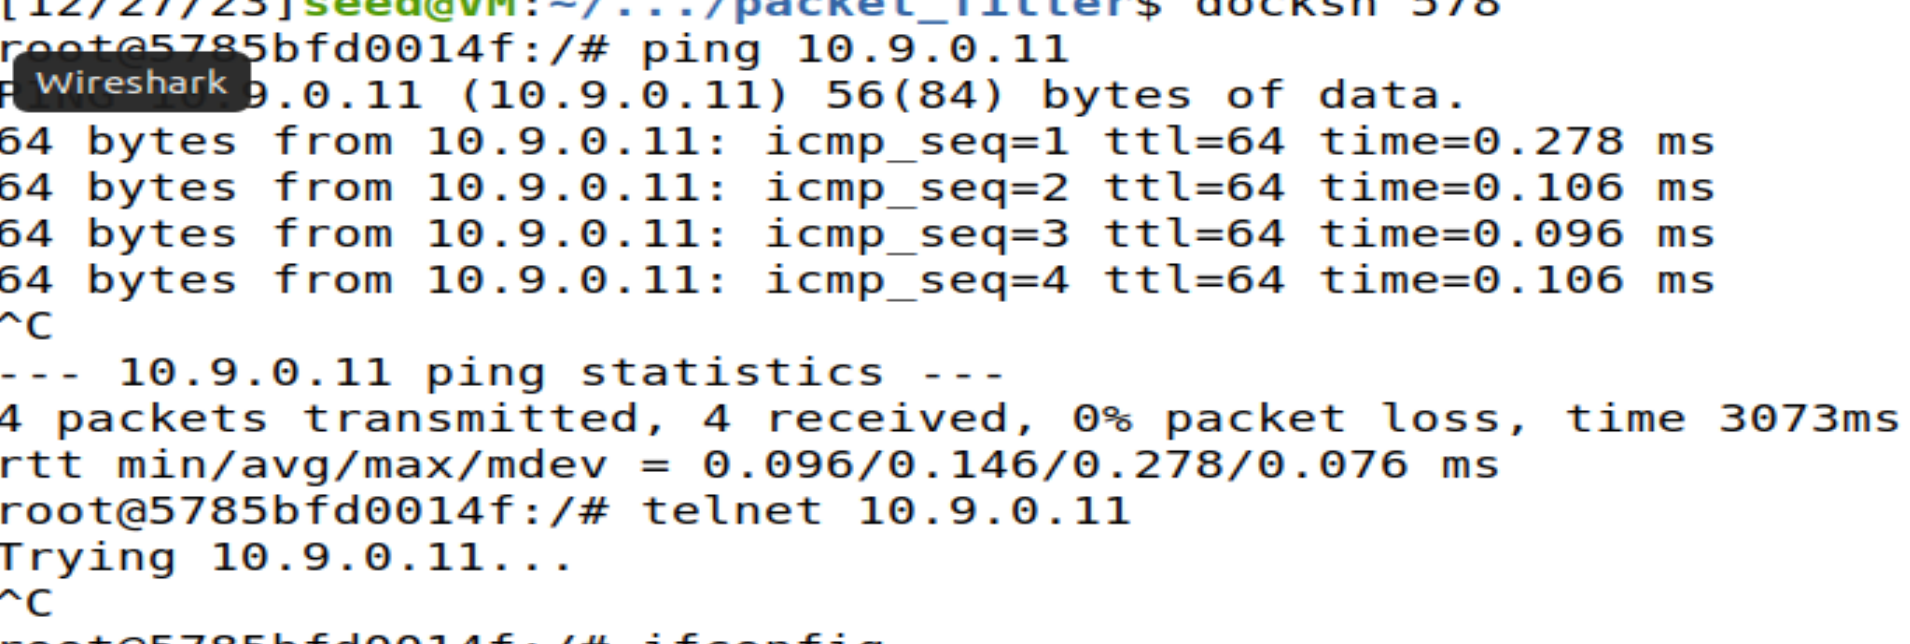 [12/27/23]seed@VM:~/.../packet_filter$ docksh 578
root@5785bfd0014f:/# ping 10.9.0.11
Wireshark
PING 10.9.0.11 (10.9.0.11) 56(84) bytes of data.
64 bytes from 10.9.0.11: icmp_seq=1 ttl=64 time=0.278 ms
64 bytes from 10.9.0.11: icmp_seq=2 ttl=64 time=0.106 ms
64 bytes from 10.9.0.11: icmp_seq=3 ttl=64 time=0.096 ms
64 bytes from 10.9.0.11: icmp_seq=4 ttl=64 time=0.106 ms
^C
--- 10.9.0.11 ping statistics ---
4 packets transmitted, 4 received, 0% packet loss, time 3073ms
rtt min/avg/max/mdev = 0.096/0.146/0.278/0.076 ms
root@5785bfd0014f:/# telnet 10.9.0.11
Trying 10.9.0.11...
^C
root@5785bfd0014f:/# ifconfig